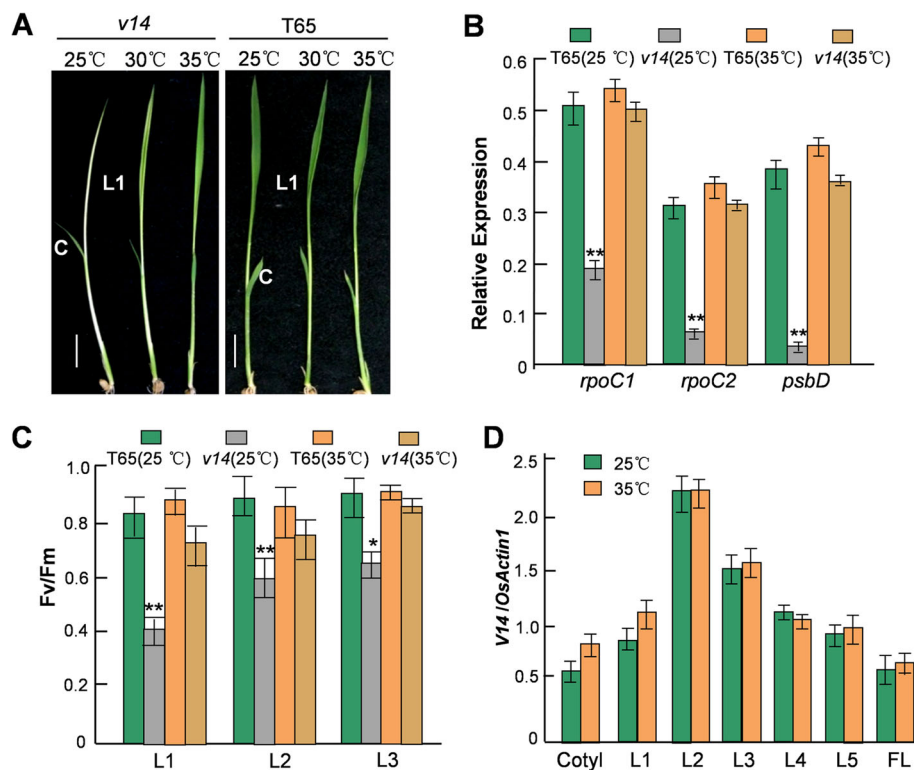 A
v14
T65
25℃ 30℃ 35℃
25℃ 30℃ 35℃
L1
C
L1
C
B
T65(25 ℃) v14(25℃) T65(35℃) v14(35℃)
Relative Expression
0.6
0.5
0.4
0.3
0.2
0.1
0
**
**
**
rpoC1 rpoC2 psbD
C
T65(25 ℃) v14(25℃) T65(35 ℃) v14(35℃)
Fv/Fm
1.0
0.8
0.6
0.4
0.2
0
**
**
*
L1 L2 L3
D
25℃
35℃
V14 /OsActin1
2.5
2.0
1.5
1.0
0.5
0
Cotyl L1 L2 L3 L4 L5 FL